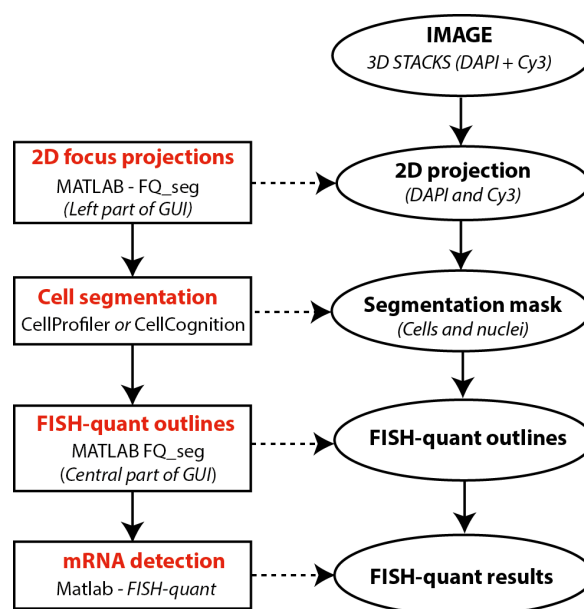 IMAGE
3D STACKS (DAPI + Cy3)
2D focus projections
MATLAB - FQ_seg
(Left part of GUI)
2D projection
(DAPI and Cy3)
Cell segmentation
CellProfiler or CellCognition
Segmentation mask
(Cells and nuclei)
FISH-quant outlines
MATLAB FQ_seg
(Central part of GUI)
FISH-quant outlines
mRNA detection
Matlab - FISH-quant
FISH-quant results